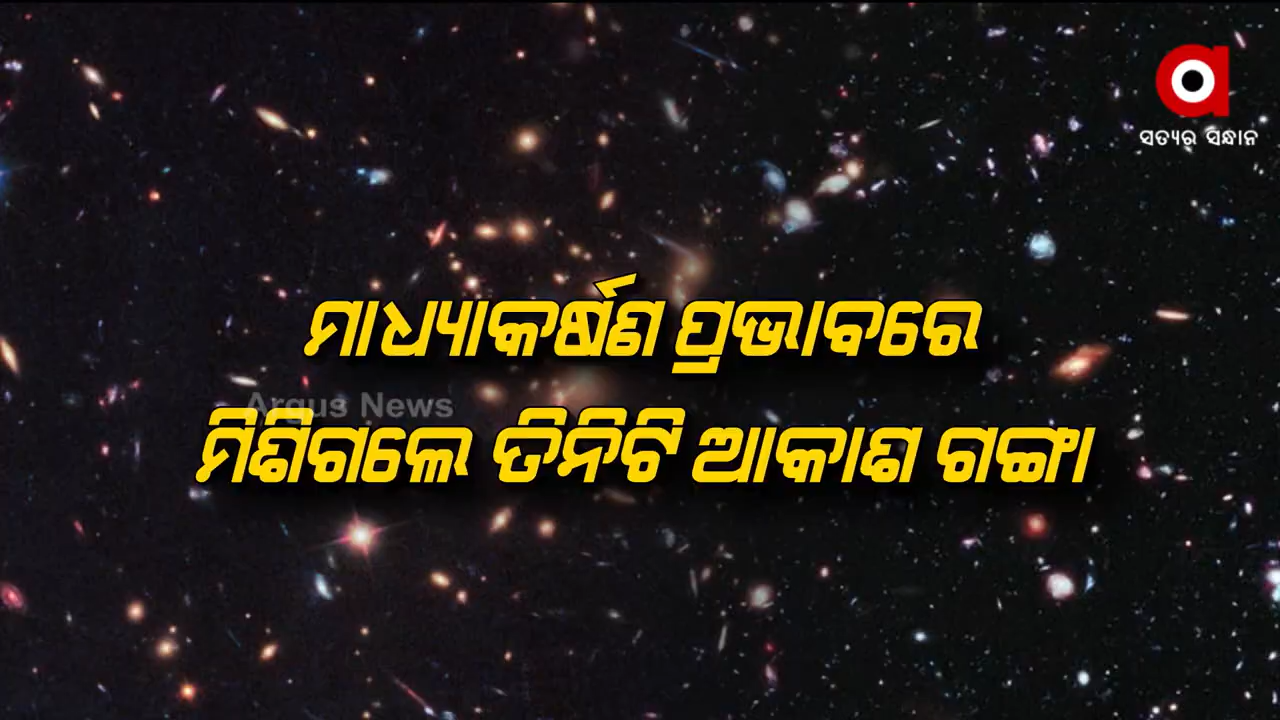 ସତ୍ୟର ସନ୍ଧାନ
ମାଧ୍ୟାକର୍ଷଣ ପ୍ରଭାବରେ
Argus News
ମିଶିଗଲେ ତିନିଟି ଆକାଶ ଗଙ୍ଗା